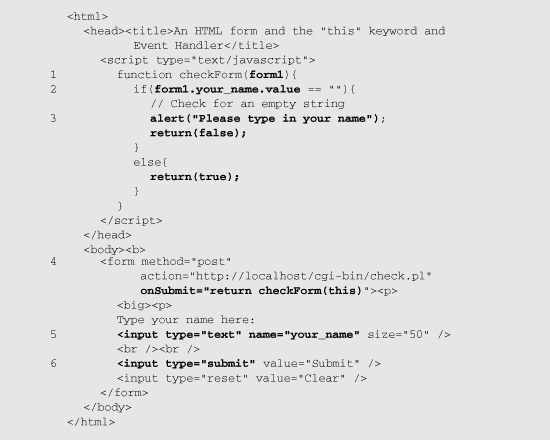 <html>
<head><title>An HTML form and the "this" keyword and
Event Handler</title>
<script type="text/javascript">
1 function checkForm(form1){
2 if(form1.your_name.value == ""){
// Check for an empty string
3 alert("Please type in your name");
return(false);
}
else{
return(true);
}
}
</script>
</head>
<body><b>
4 <form method="post"
action="http://localhost/cgi-bin/check.pl"
onSubmit="return checkForm(this)"><p>
<big><p>
Type your name here:
5 <input type="text" name="your_name" size="50" />
<br /><br />
6 <input type="submit" value="Submit" />
<input type="reset" value="Clear" />
</form>
</body>
</html>